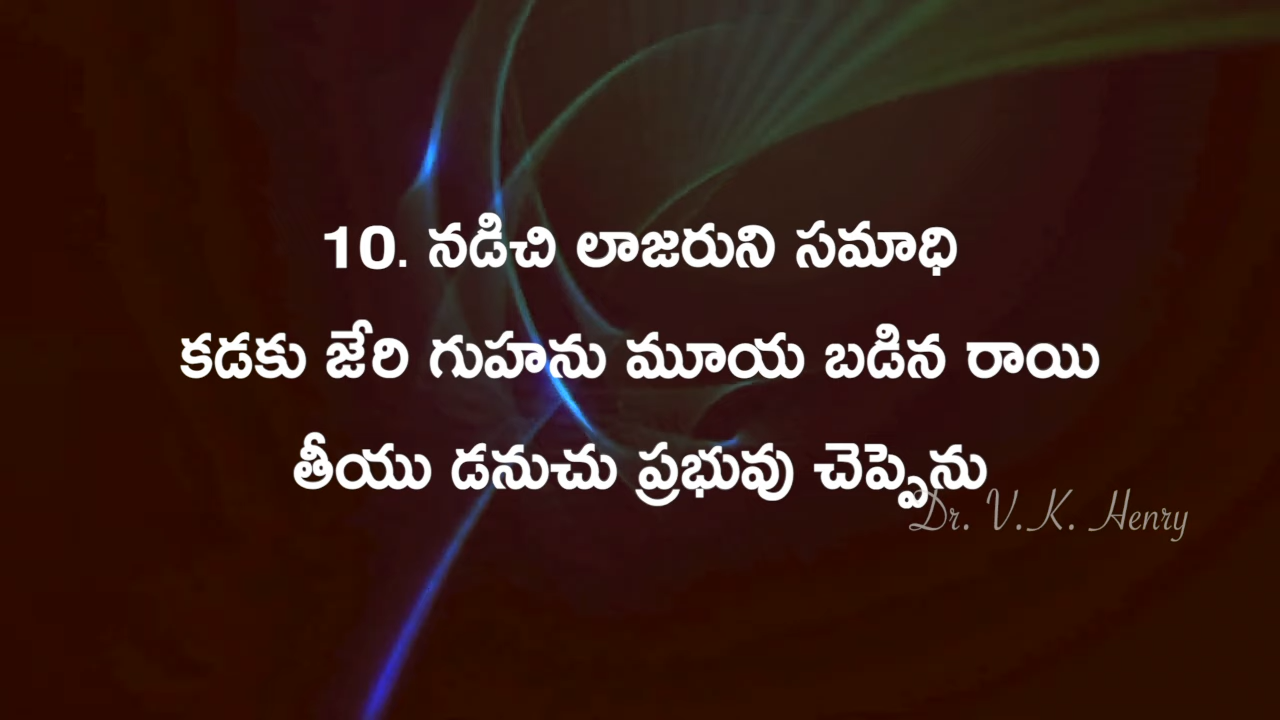 10. నడిచి లాజరుని సమాధి
కడకు జేరి గుహను మూయ బడిన రాయి
తీయు డనుచు ప్రభువు చెప్పెను
Dr. V. K. Henry